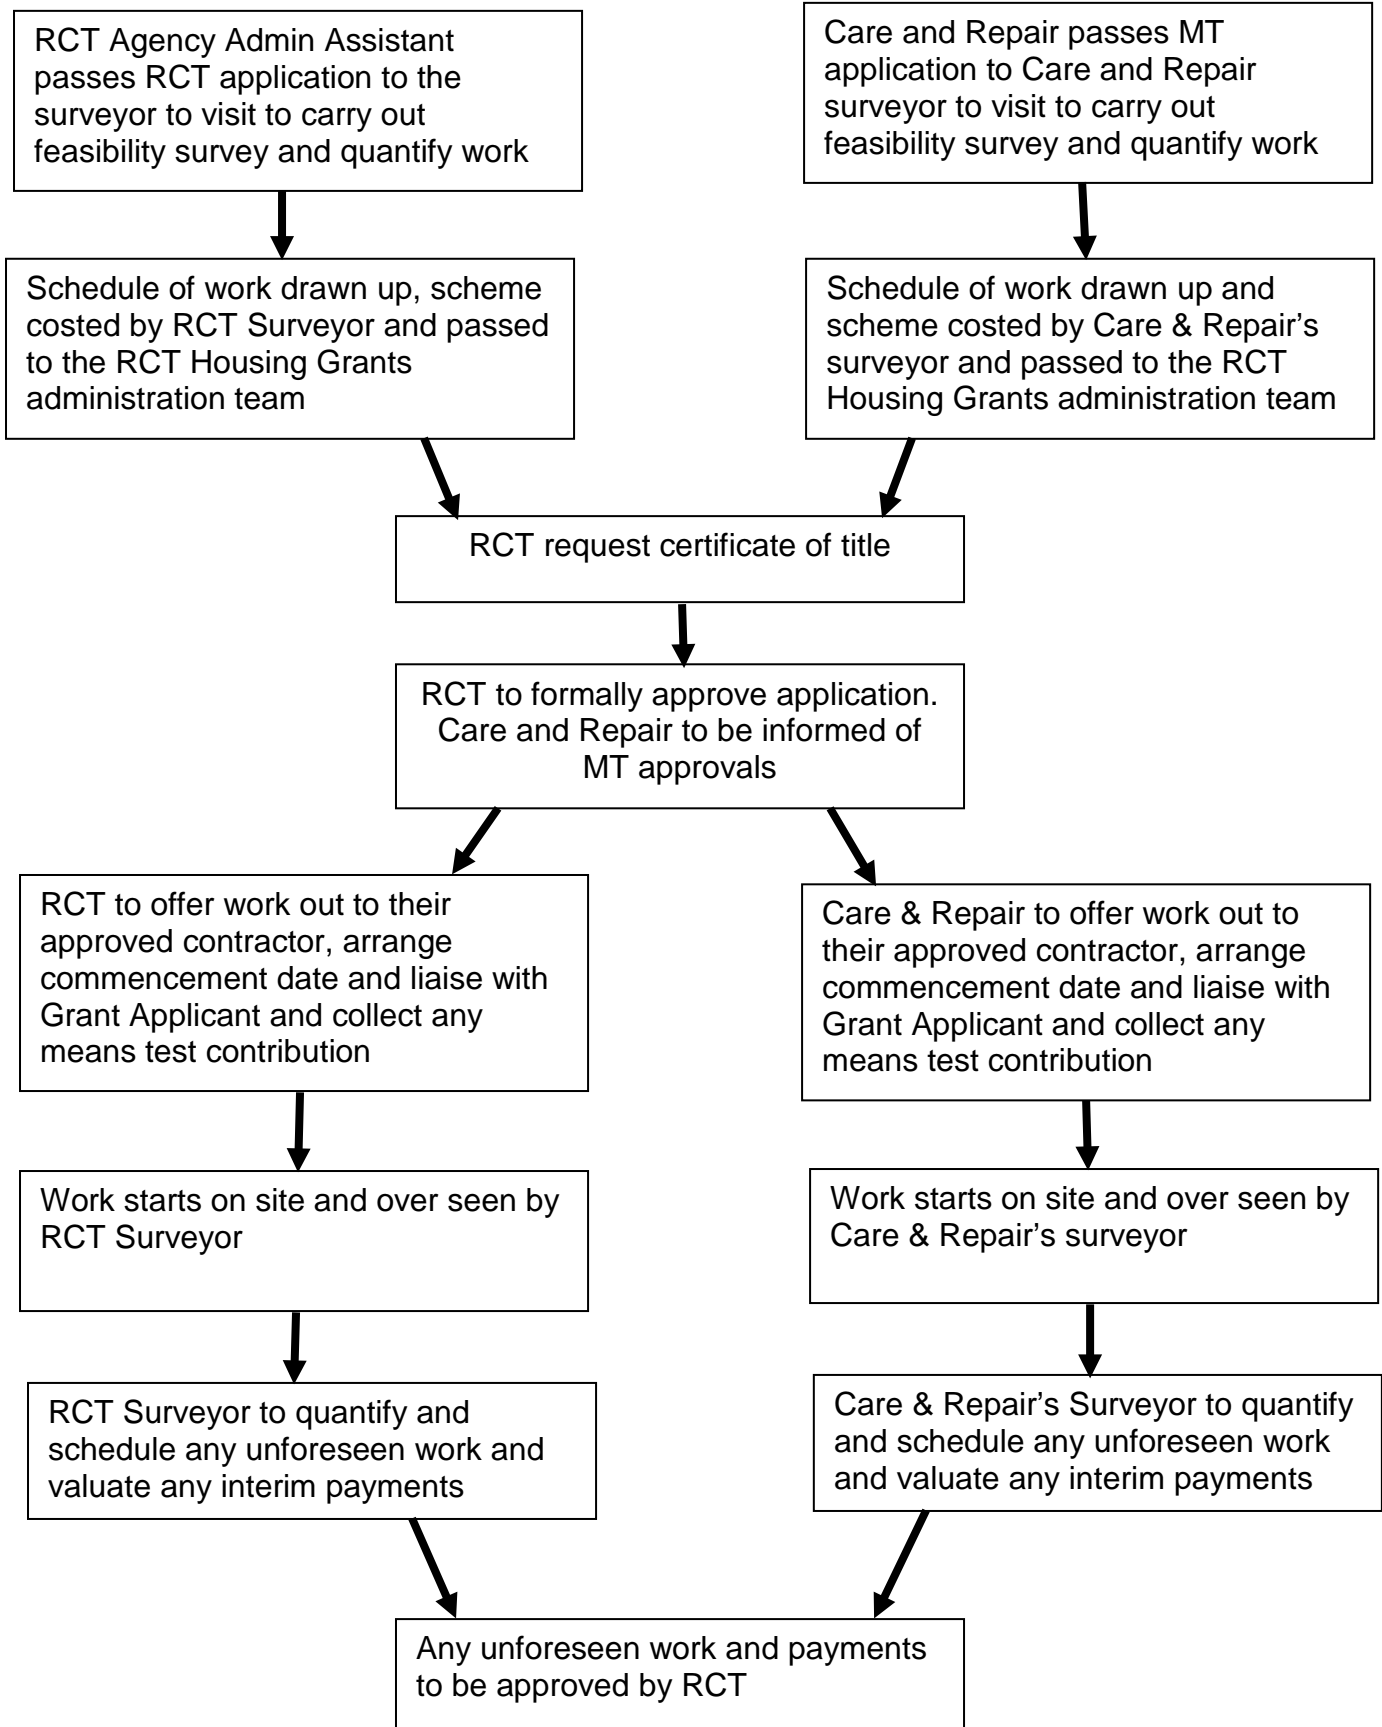 RCT Agency Admin Assistant
passes RCT application to the
surveyor to visit to carry out
feasibility survey and quantify work
Care and Repair passes MT
application to Care and Repair
surveyor to visit to carry out
feasibility survey and quantify work
Schedule of work drawn up, scheme
costed by RCT Surveyor and passed
to the RCT Housing Grants
administration team
Schedule of work drawn up and
scheme costed by Care & Repair’s
surveyor and passed to the RCT
Housing Grants administration team
RCT request certificate of title
RCT to formally approve application.
Care and Repair to be informed of
MT approvals
RCT to offer work out to their
approved contractor, arrange
commencement date and liaise with
Grant Applicant and collect any
means test contribution
Care & Repair to offer work out to
their approved contractor, arrange
commencement date and liaise with
Grant Applicant and collect any
means test contribution
Work starts on site and over seen by
RCT Surveyor
Work starts on site and over seen by
Care & Repair’s surveyor
RCT Surveyor to quantify and
schedule any unforeseen work and
valuate any interim payments
Care & Repair’s Surveyor to quantify
and schedule any unforeseen work
and valuate any interim payments
Any unforeseen work and payments
to be approved by RCT